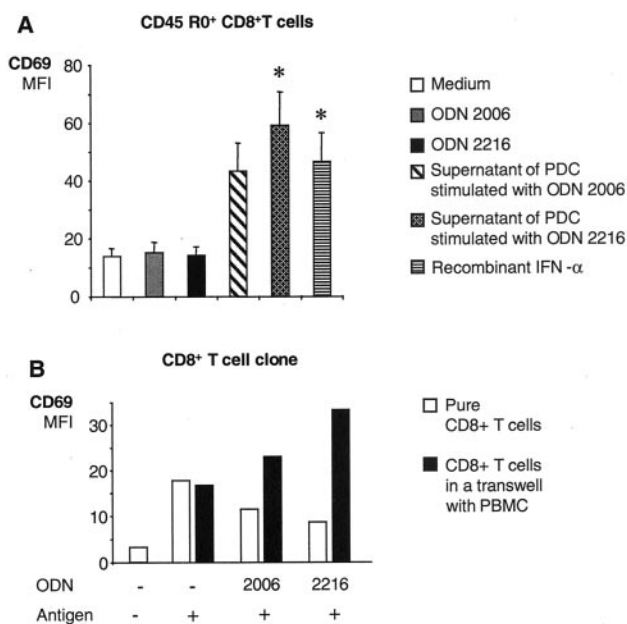 A
CD45 R0⁺ CD8⁺T cells
CD69
MFI
80
60
40
20
0
*
*
Medium
ODN 2006
ODN 2216
Supernatant of PDC
stimulated with ODN 2006
Supernatant of PDC
stimulated with ODN 2216
Recombinant IFN -α
CD8⁺ T cell clone
B
CD69
MFI
30
20
10
0
Pure
CD8+ T cells
CD8+ T cells
in a transwell
with PBMC
ODN - - 2006 2216
Antigen - + + +